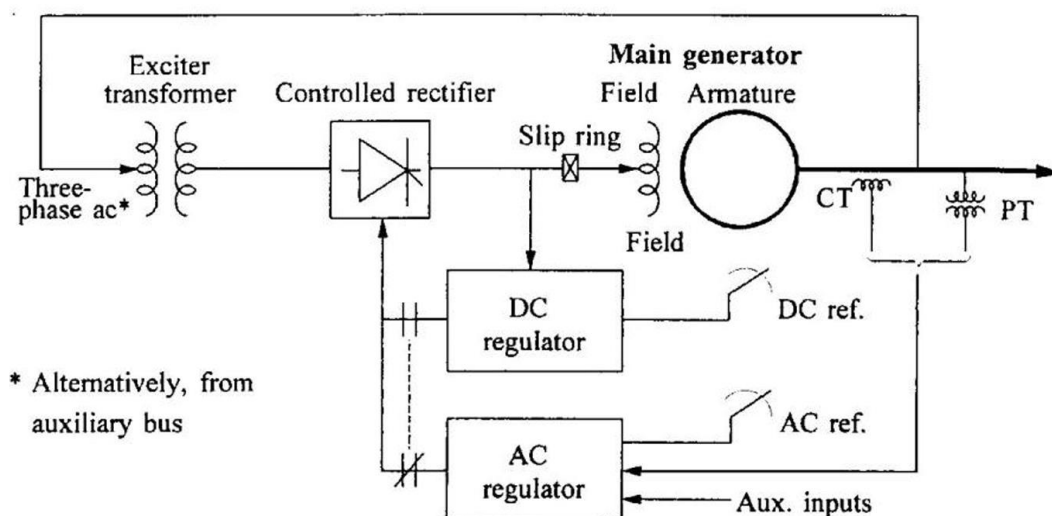 Main generator
Exciter
transformer
Controlled rectifier
Field
Armature
Slip ring
Three-
phase ac*
CT
PT
Field
DC
regulator
DC ref.
* Alternatively, from
auxiliary bus
AC
regulator
AC ref.
Aux. inputs